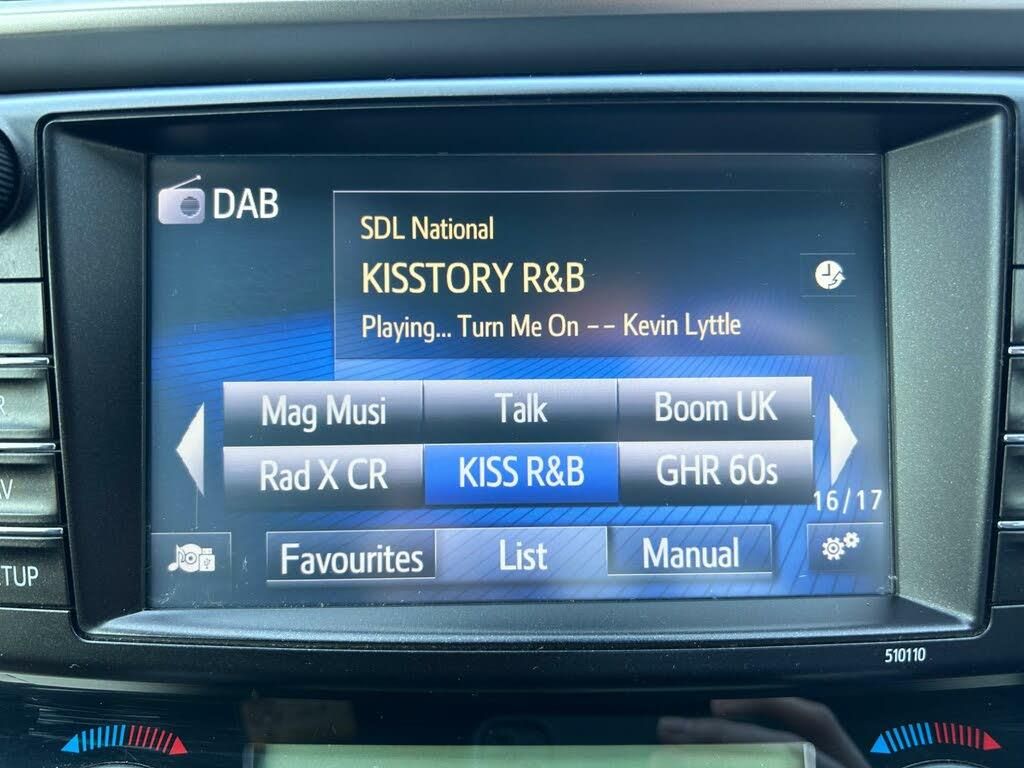 DAB
SDL National
KISSTORY R&B
Playing... Turn Me On -- Kevin Lyttle
Mag Musi Talk Boom UK
Rad X CR KISS R&B GHR 60s
16/17
Favourites List Manual
510110